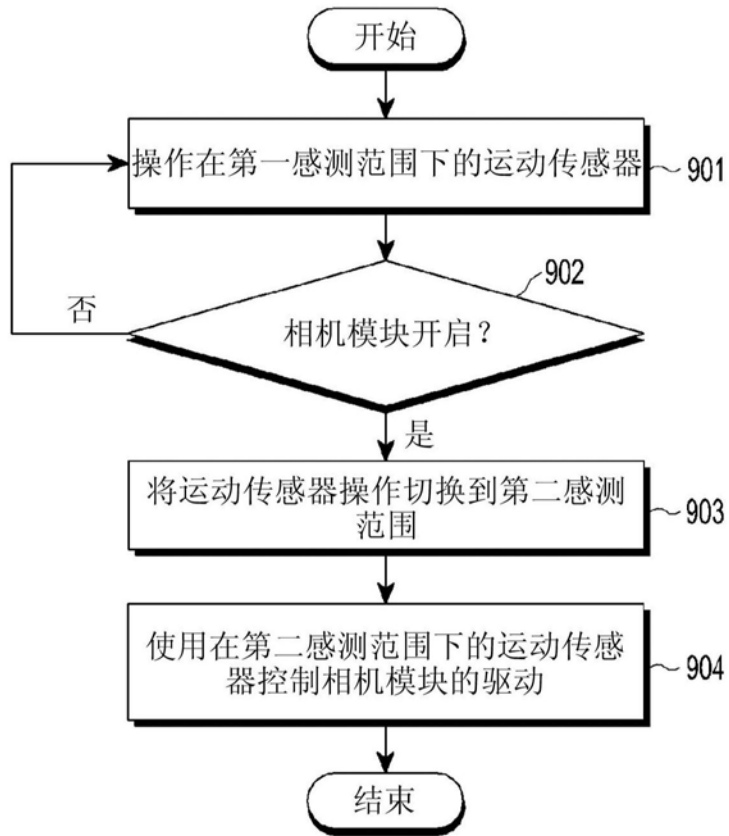 开始
操作在第一感测范围下的运动传感器
901
902
相机模块开启?
否
是
将运动传感器操作切换到第二感测
范围
903
使用在第二感测范围下的运动传感
器控制相机模块的驱动
904
结束